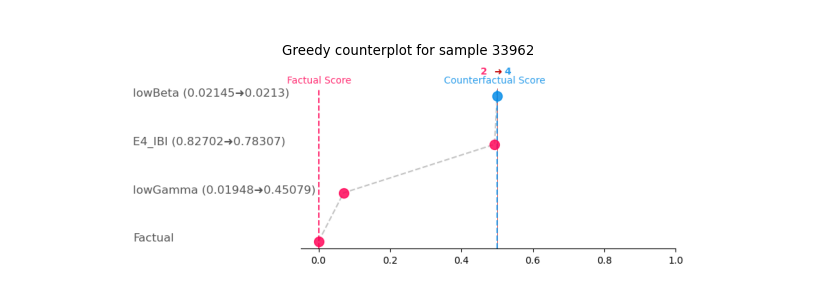 Greedy counterplot for sample 33962
2 ➔ 4
Factual Score Counterfactual Score
lowBeta (0.02145➔0.0213)
E4_IBI (0.82702➔0.78307)
lowGamma (0.01948➔0.45079)
Factual
0.0 0.2 0.4 0.6 0.8 1.0